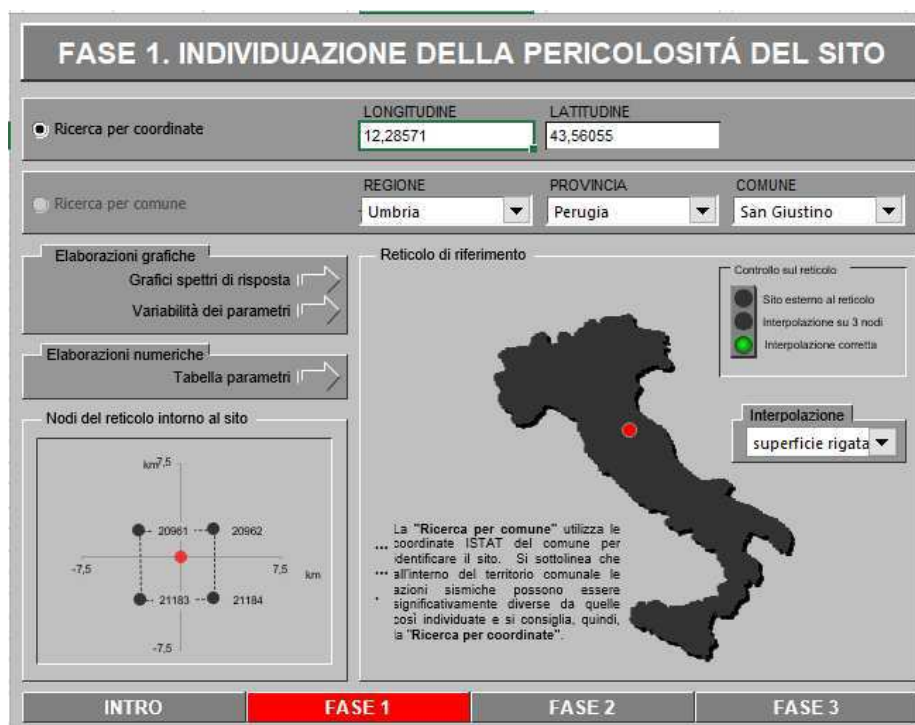 FASE 1. INDIVIDUAZIONE DELLA PERICOLOSITÁ DEL SITO
LONGITUDINE LATITUDINE
Ricerca per coordinate 12,28571 43,56055
REGIONE PROVINCIA COMUNE
Ricerca per comune Umbria Perugia San Giustino
Elaborazioni grafiche
Grafici spettri di risposta
Variabilità dei parametri
Elaborazioni numeriche
Tabella parametri
Nodi del reticolo intorno al sito
km 7,5
20961 20962
-7,5 7,5 km
21183 21184
-7,5
Reticolo di riferimento
Controllo sul reticolo
Sito esterno al reticolo
Interpolazione su 3 nodi
Interpolazione corretta
Interpolazione
superficie rigata
La "Ricerca per comune" utilizza le
... coordinate ISTAT del comune per
identificare il sito. Si sottolinea che
... all'interno del territorio comunale le
azioni sismiche possono essere
significativamente diverse da quelle
così individuate e si consiglia, quindi,
la "Ricerca per coordinate".
INTRO FASE 1 FASE 2 FASE 3